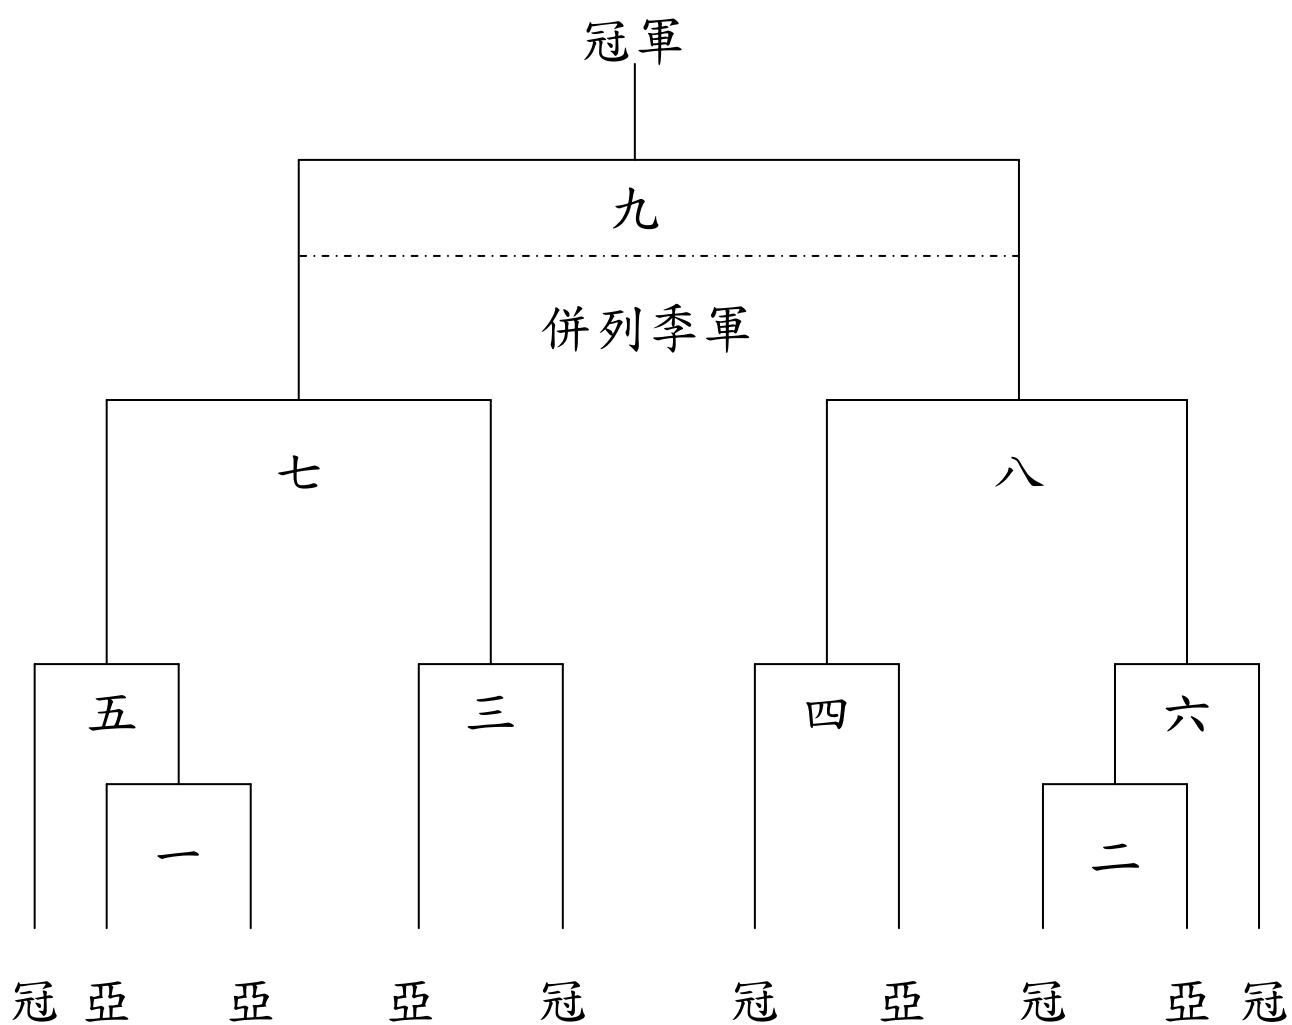 冠軍
九
併列季軍
七 八
五 三 四 六
一 二
冠 亞 亞 亞 冠 冠 亞 冠 亞 冠